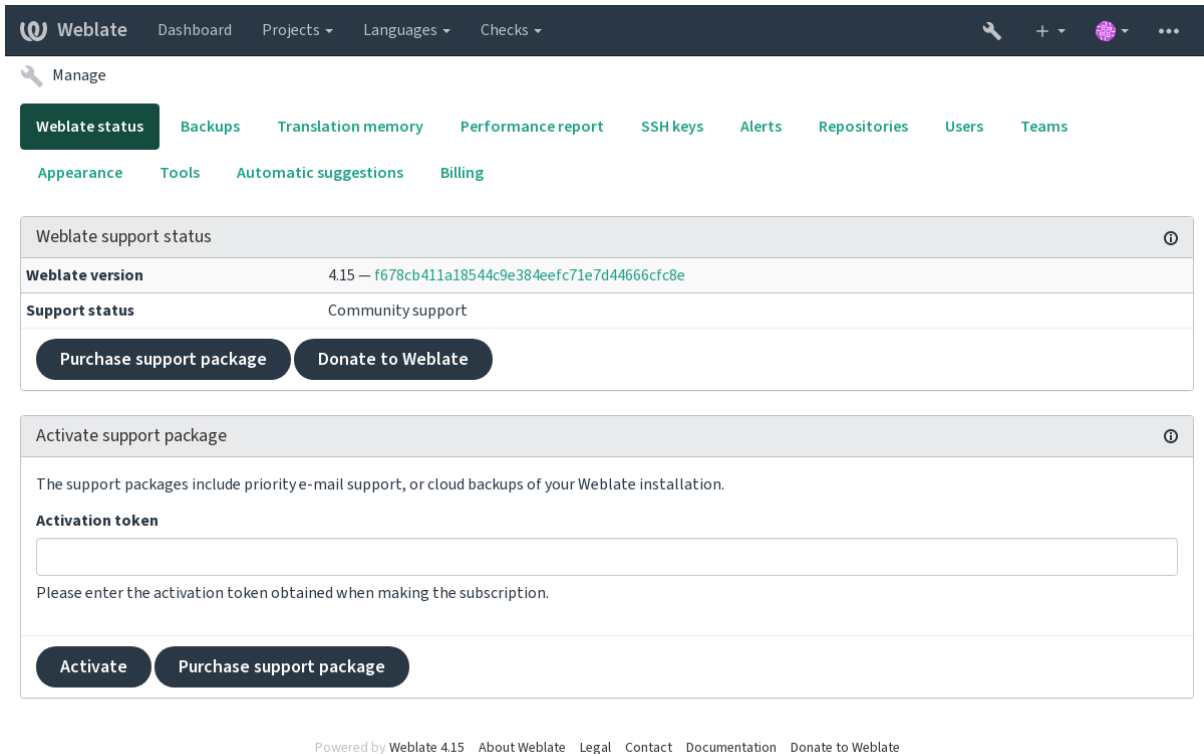 Weblate Dashboard Projects Languages Checks
Manage
Weblate status Backups Translation memory Performance report SSH keys Alerts Repositories Users Teams
Appearance Tools Automatic suggestions Billing
Weblate support status
Weblate version 4.15 — f678cb411a18544c9e384eefc71e7d44666cfc8e
Support status Community support
Purchase support package Donate to Weblate
Activate support package
The support packages include priority e-mail support, or cloud backups of your Weblate installation.
Activation token
Please enter the activation token obtained when making the subscription.
Activate Purchase support package
Powered by Weblate 4.15 About Weblate Legal Contact Documentation Donate to Weblate